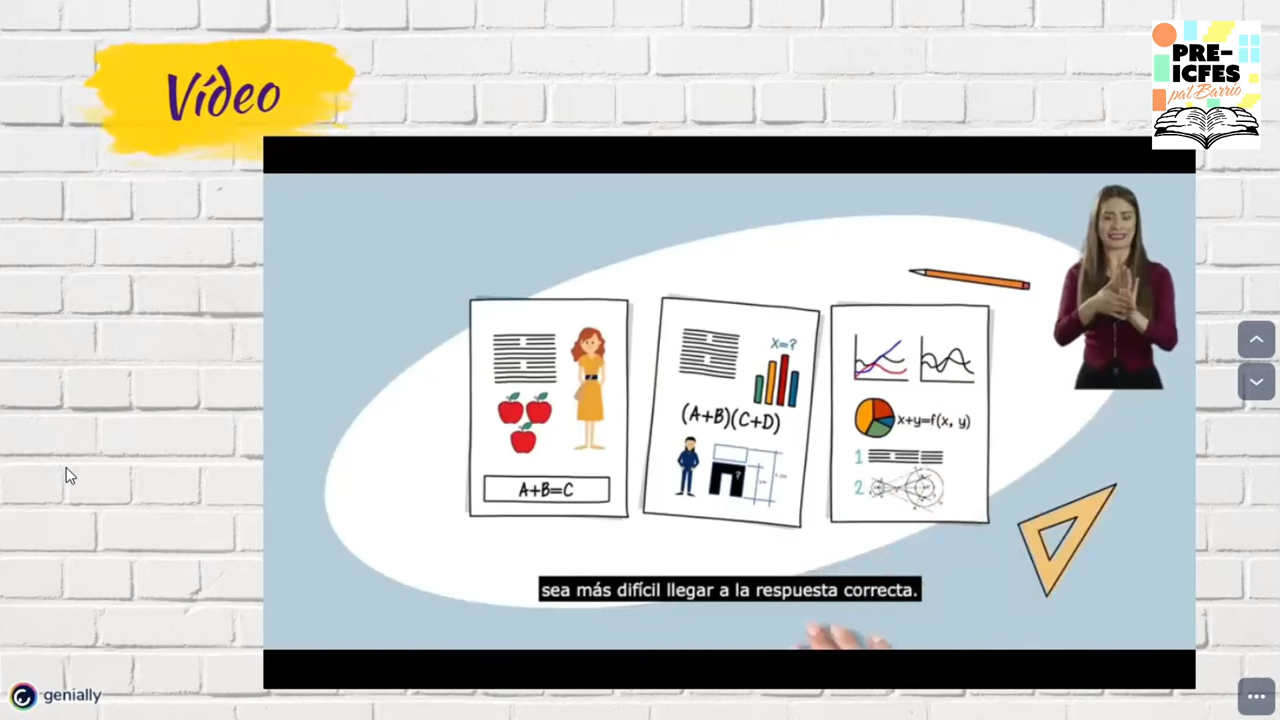 Vídeo
PRE-
ICFES
pa'l Barrio
X=?
(A+B)(C+D)
x+y=f(x, y)
1
2
A+B=C
sea más difícil llegar a la respuesta correcta.
genially